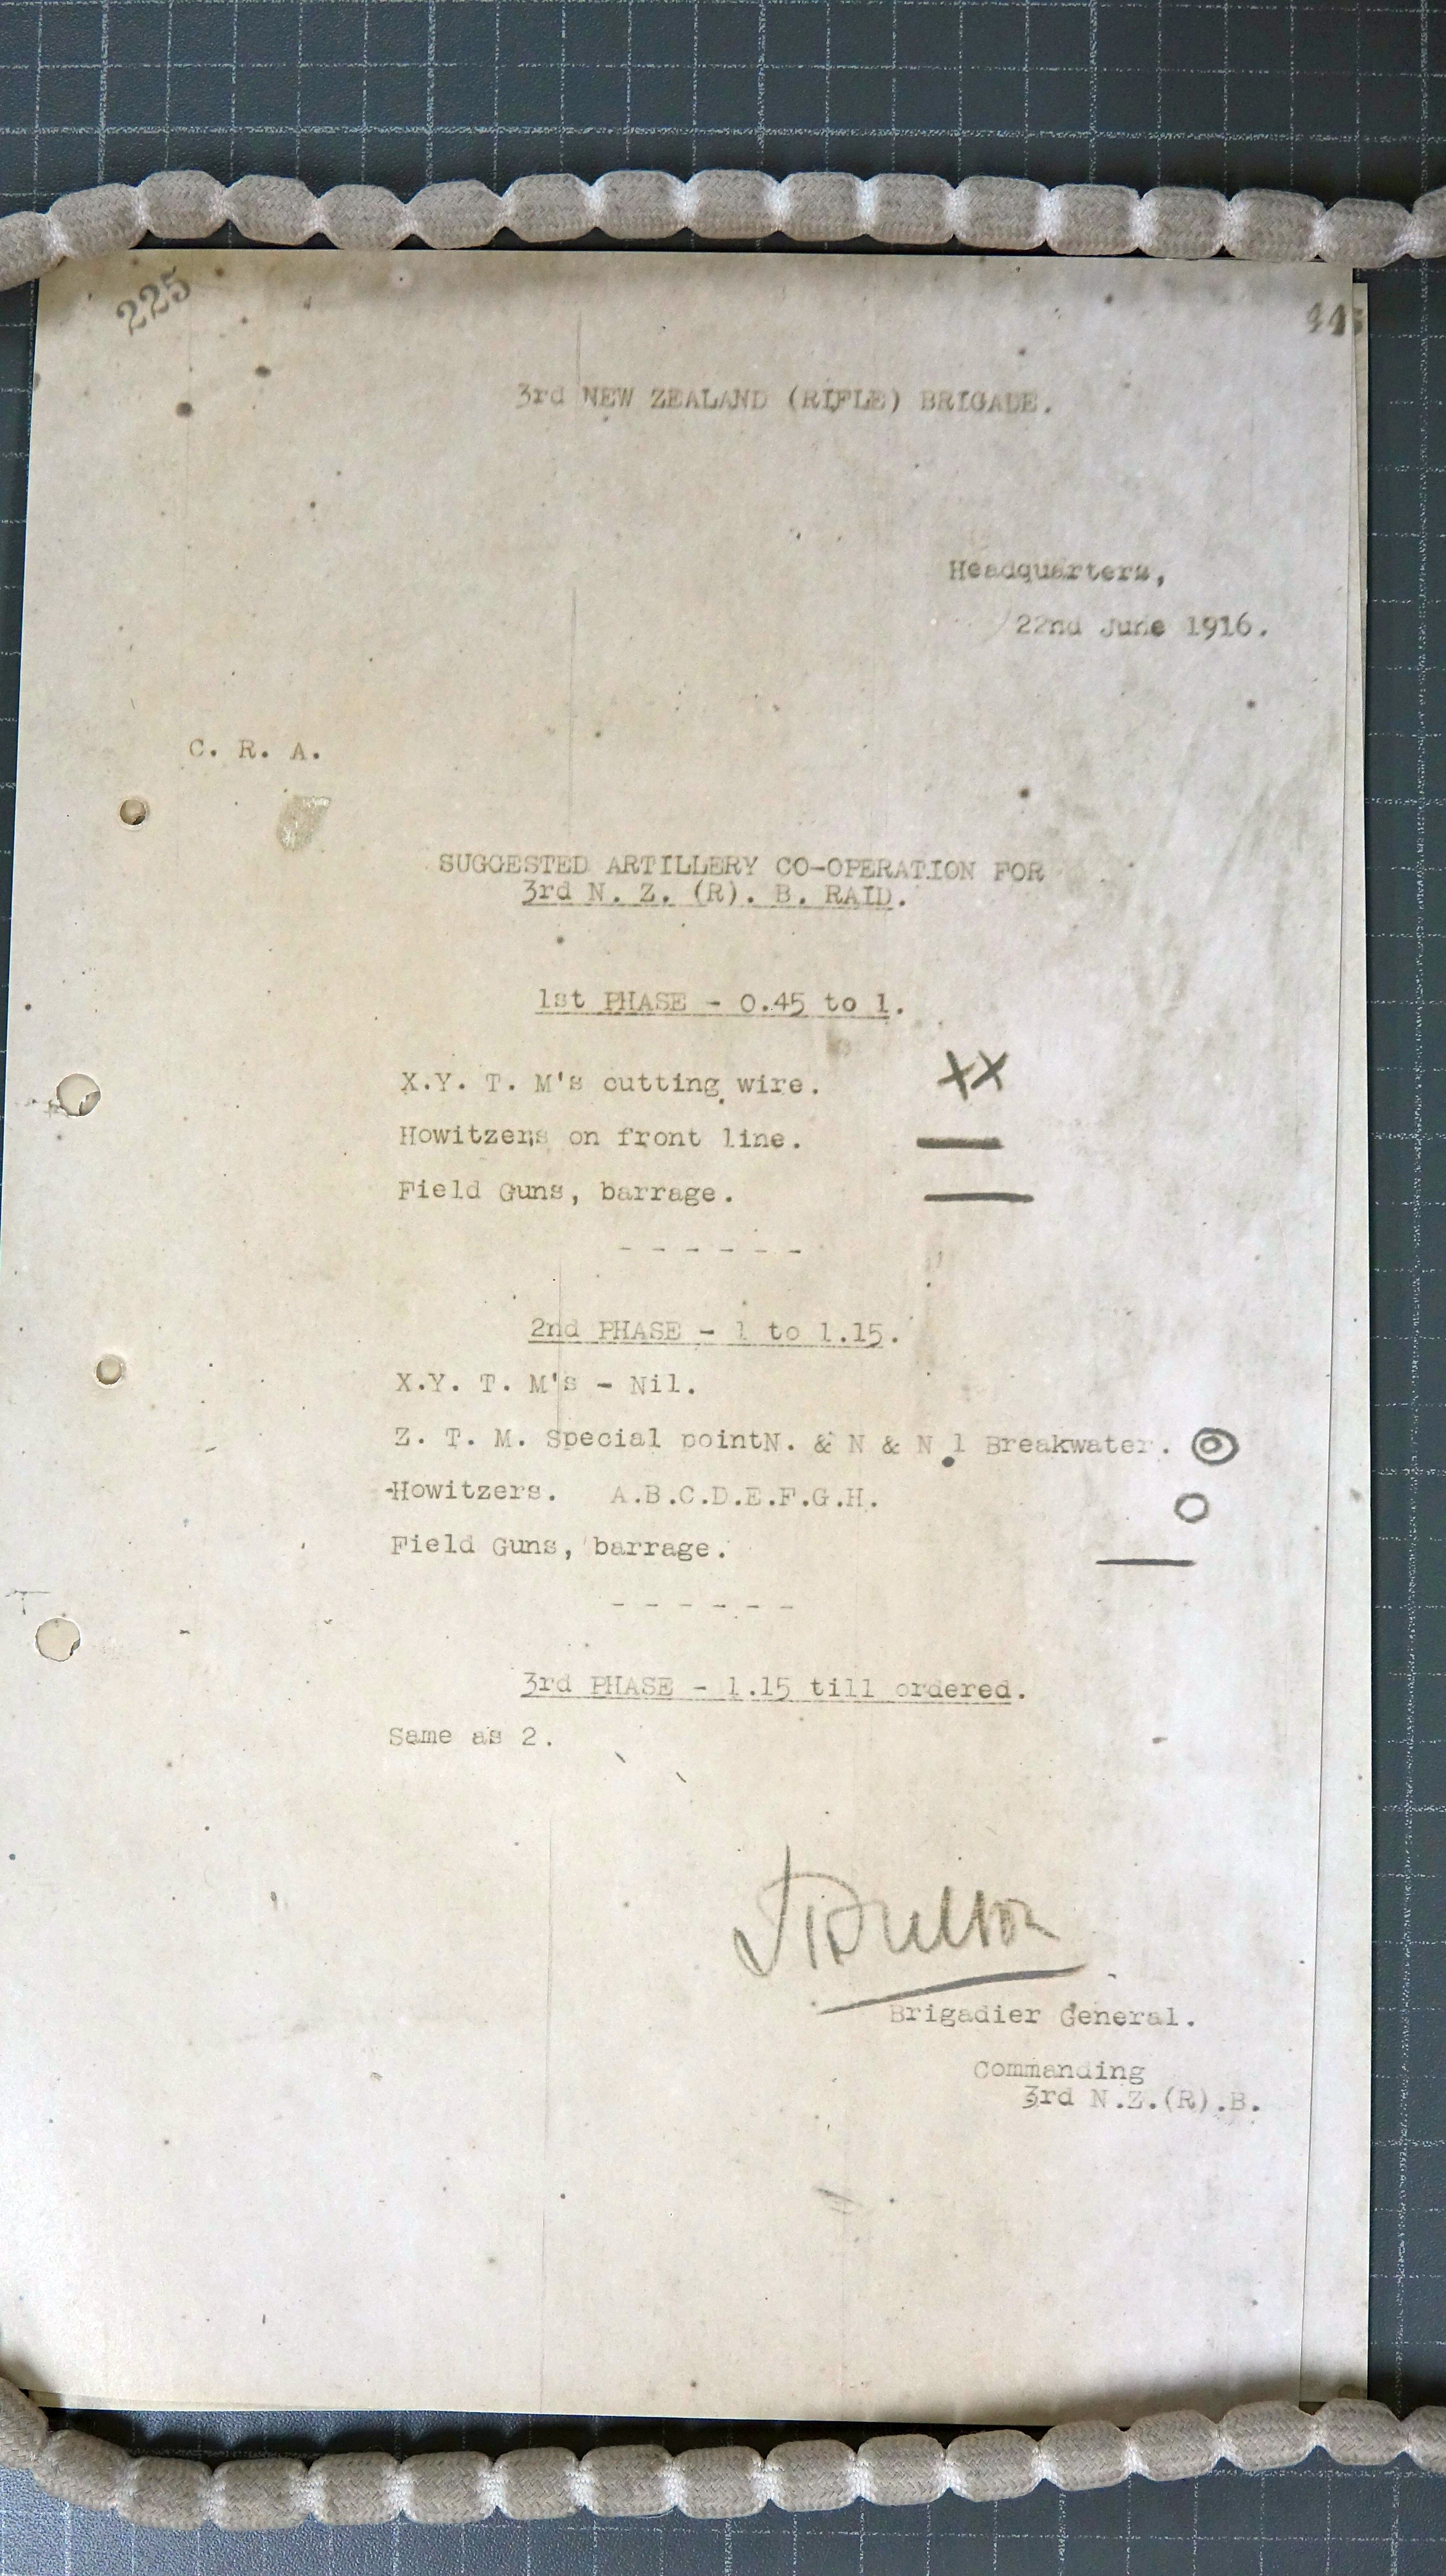 225
3rd NEW ZEALAND (RIFLE) BRIGADE.
Headquarters,
22nd June 1916.
C. R. A.
SUGGESTED ARTILLERY CO-OPERATION FOR
3rd N. Z. (R). B. RAID.
1st PHASE - 0.45 to 1.
X.Y. T. M's cutting wire. XX
Howitzers on front line.
Field Guns, barrage.
- - - - - -
2nd PHASE - 1 to 1.15.
X.Y. T. M's - Nil.
Z. T. M. Special pointN. & N & N 1 Breakwater.
Howitzers. A.B.C.D.E.F.G.H.
Field Guns, barrage.
- - - - - -
3rd PHASE - 1.15 till ordered.
Same as 2.
Brigadier General.
Commanding
3rd N.Z.(R).B.